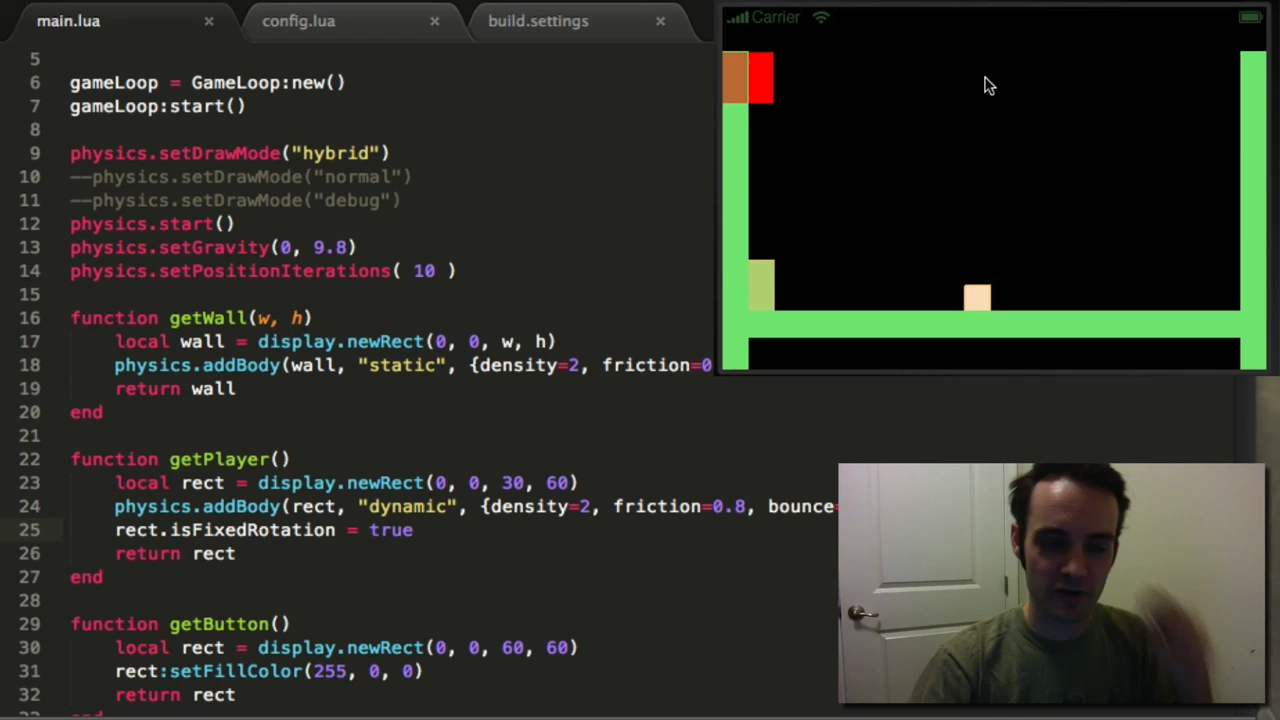 main.lua × config.lua × build.settings ×
Carrier
5
6 gameLoop = GameLoop:new()
7 gameLoop:start()
8
9 physics.setDrawMode("hybrid")
10 --physics.setDrawMode("normal")
11 --physics.setDrawMode("debug")
12 physics.start()
13 physics.setGravity(0, 9.8)
14 physics.setPositionIterations( 10 )
15
16 function getWall(w, h)
17 local wall = display.newRect(0, 0, w, h)
18 physics.addBody(wall, "static", {density=2, friction=0
19 return wall
20 end
21
22 function getPlayer()
23 local rect = display.newRect(0, 0, 30, 60)
24 physics.addBody(rect, "dynamic", {density=2, friction=0.8, bounce=
25 rect.isFixedRotation = true
26 return rect
27 end
28
29 function getButton()
30 local rect = display.newRect(0, 0, 60, 60)
31 rect:setFillColor(255, 0, 0)
32 return rect